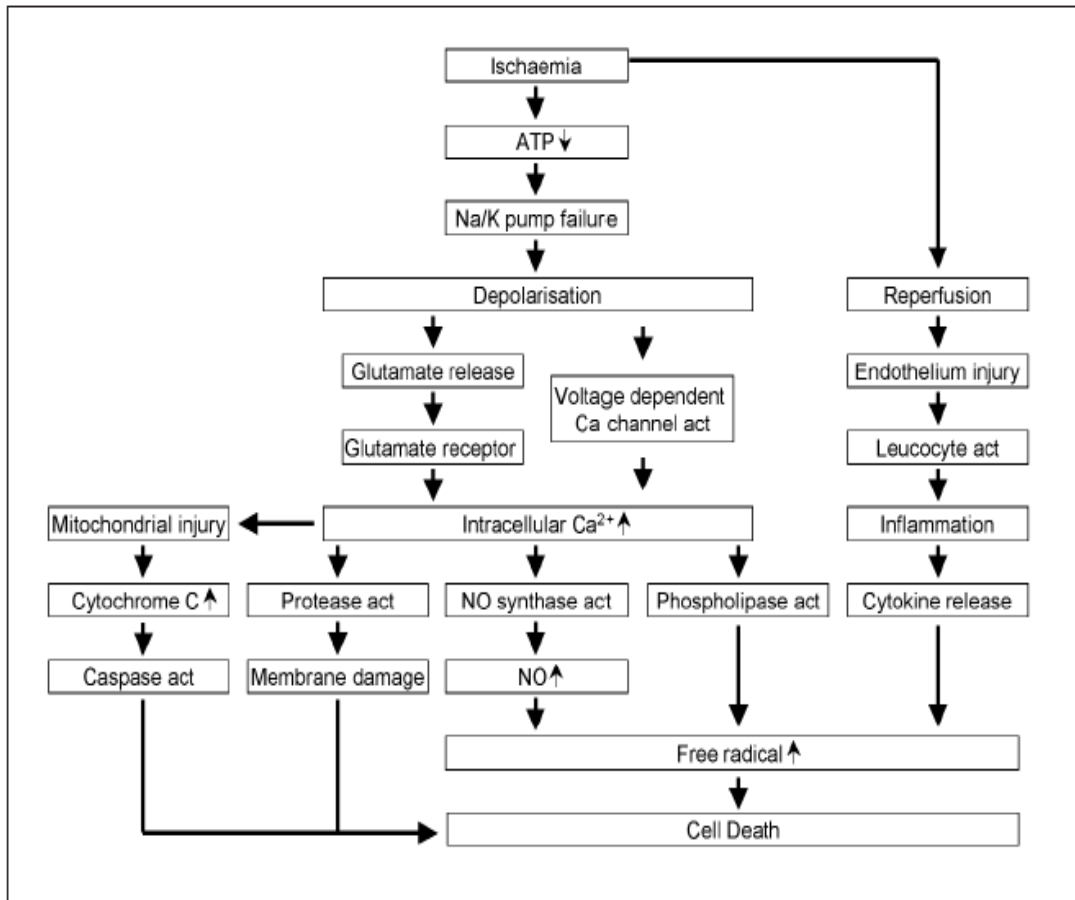 Ischaemia
ATP↓
Na/K pump failure
Depolarisation
Reperfusion
Glutamate release
Voltage dependent
Ca channel act
Endothelium injury
Glutamate receptor
Leucocyte act
Mitochondrial injury
Intracellular Ca²⁺↑
Inflammation
Cytochrome C↑
Protease act
NO synthase act
Phospholipase act
Cytokine release
Caspase act
Membrane damage
NO↑
Free radical↑
Cell Death